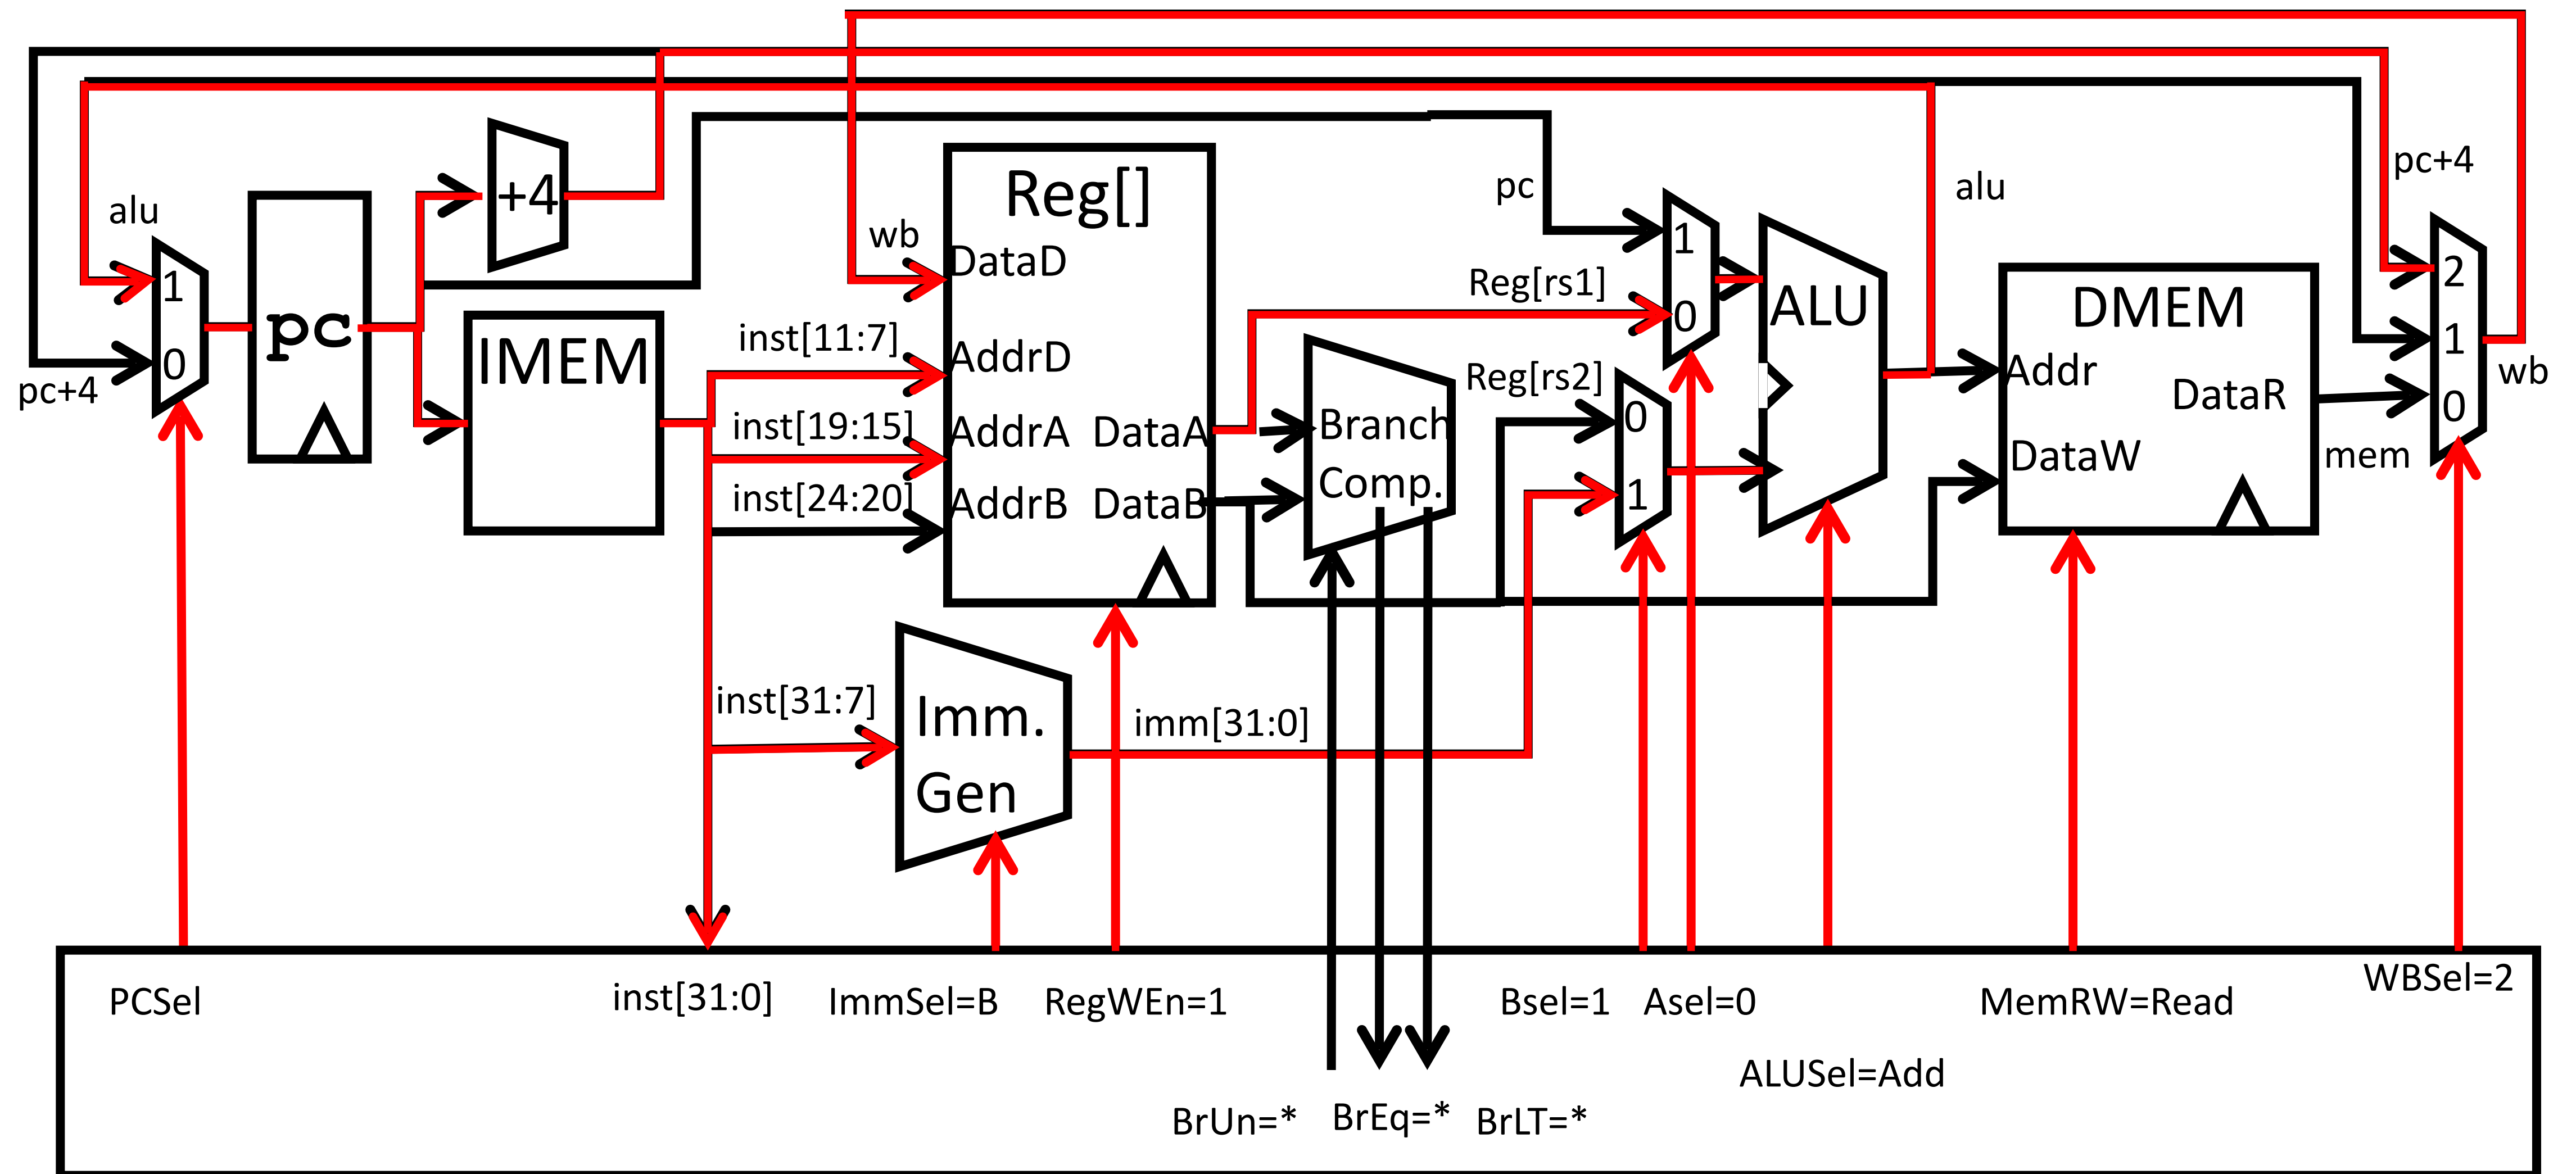 alu
1
0
pc+4
pc
+4
IMEM
inst[11:7]
inst[19:15]
inst[24:20]
inst[31:7]
wb
Reg[]
DataD
AddrD
AddrA DataA
AddrB DataB
Imm.
Gen
imm[31:0]
Branch
Comp.
pc
Reg[rs1]
Reg[rs2]
1
0
0
1
ALU
alu
DMEM
Addr
DataR
DataW
mem
pc+4
2
1
0
wb
PCSel
inst[31:0]
ImmSel=B
RegWEn=1
Bsel=1
Asel=0
MemRW=Read
WBSel=2
ALUSel=Add
BrUn=*
BrEq=*
BrLT=*